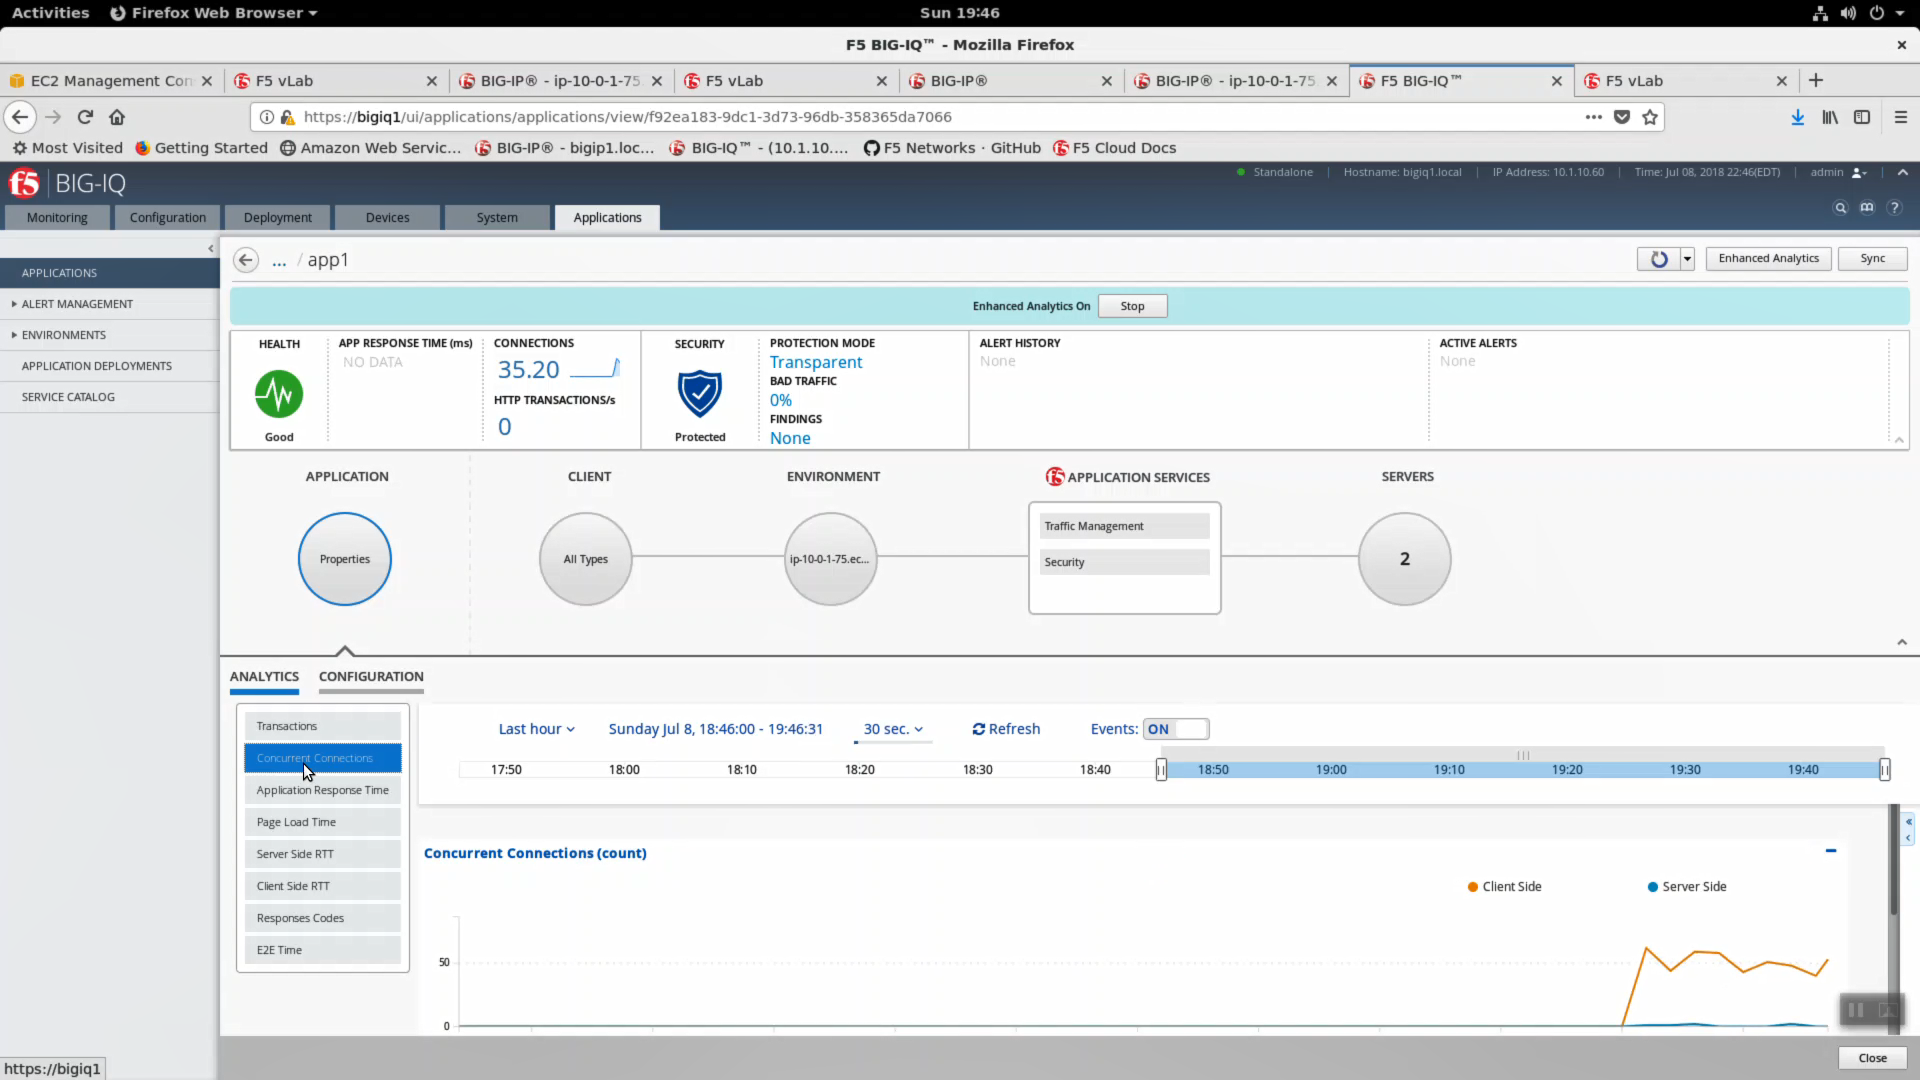 Activities Firefox Web Browser Sun 19:46
F5 BIG-IQ™ - Mozilla Firefox
EC2 Management Con F5 vLab BIG-IP® - ip-10-0-1-75 F5 vLab BIG-IP® BIG-IP® - ip-10-0-1-75 F5 BIG-IQ™ F5 vLab
https://bigiq1/ui/applications/applications/view/f92ea183-9dc1-3d73-96db-358365da7066
Most Visited Getting Started Amazon Web Servic... BIG-IP® - bigip1.loc... BIG-IQ™ - (10.1.10.... F5 Networks · GitHub F5 Cloud Docs
f5 BIG-IQ Standalone Hostname: bigiq1.local IP Address: 10.1.10.60 Time: Jul 08, 2018 22:46(EDT) admin
Monitoring Configuration Deployment Devices System Applications
APPLICATIONS
ALERT MANAGEMENT
ENVIRONMENTS
APPLICATION DEPLOYMENTS
SERVICE CATALOG
... / app1 Enhanced Analytics Sync
Enhanced Analytics On Stop
HEALTH APP RESPONSE TIME (ms) CONNECTIONS SECURITY PROTECTION MODE ALERT HISTORY ACTIVE ALERTS
NO DATA 35.20 Transparent None None
BAD TRAFFIC
HTTP TRANSACTIONS/s 0%
FINDINGS
0
Good Protected None
APPLICATION CLIENT ENVIRONMENT f5 APPLICATION SERVICES SERVERS
Traffic Management
Properties All Types ip-10-0-1-75.ec... Security 2
ANALYTICS CONFIGURATION
Transactions
Concurrent Connections
Application Response Time
Page Load Time
Server Side RTT
Client Side RTT
Responses Codes
E2E Time
Last hour Sunday Jul 8, 18:46:00 - 19:46:31 30 sec. Refresh Events: ON
17:50 18:00 18:10 18:20 18:30 18:40 18:50 19:00 19:10 19:20 19:30 19:40
Concurrent Connections (count)
Client Side Server Side
50
0
Close
https://bigiq1